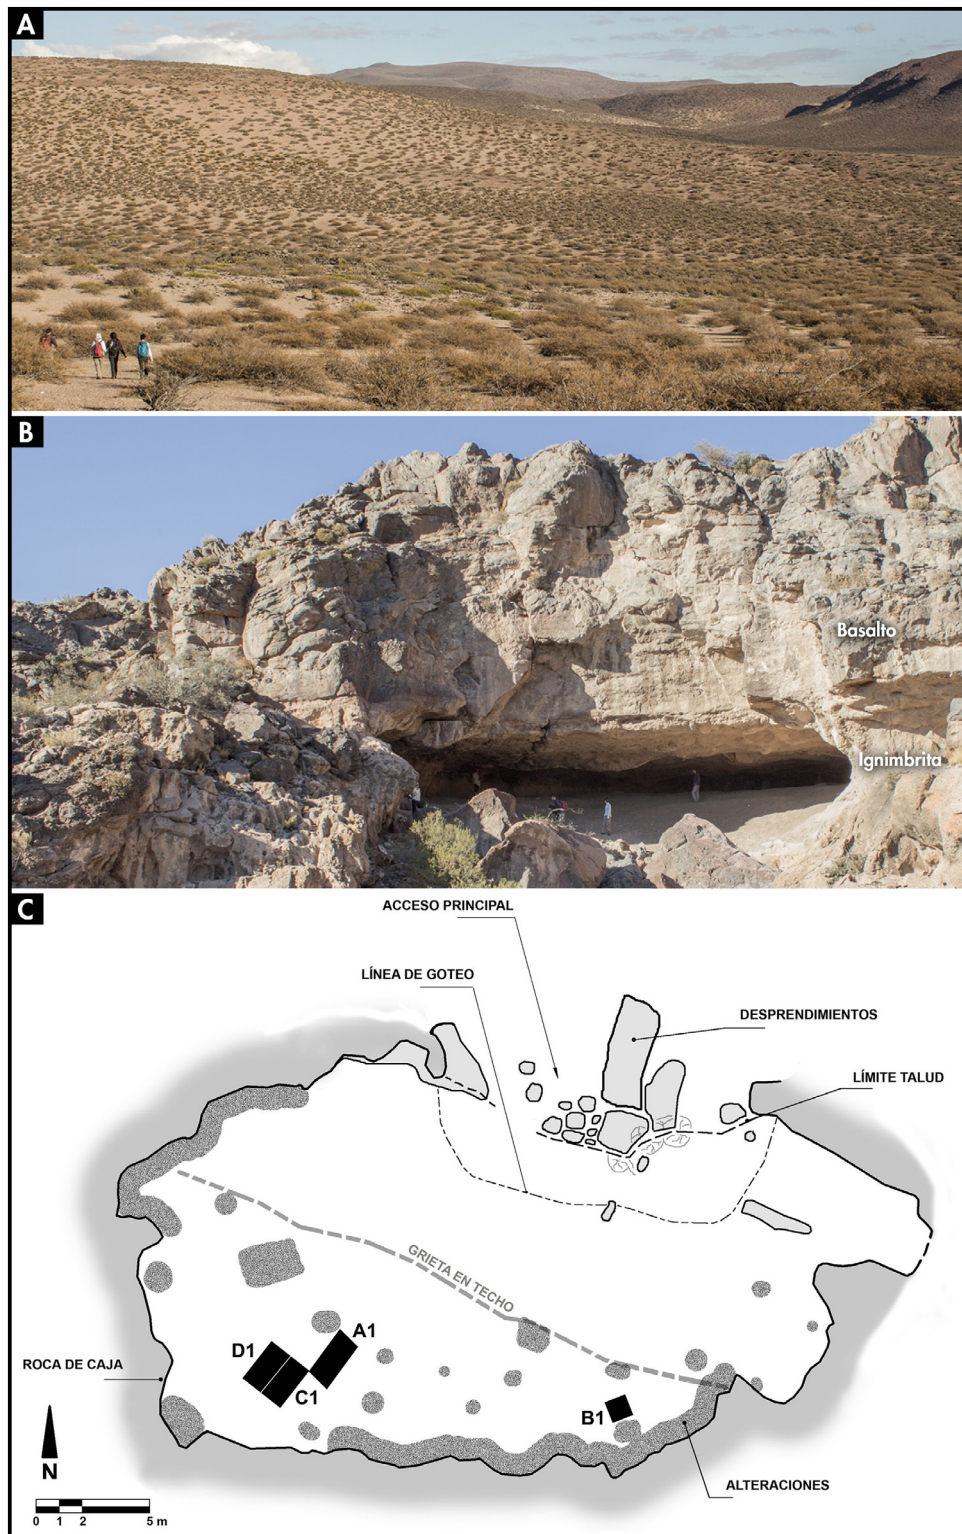 A
B
Basalto
Ignimbrita
C
ACCESO PRINCIPAL
LÍNEA DE GOTEO
DESPRENDIMIENTOS
LÍMITE TALUD
GRIETA EN TECHO
A1
D1
ROCA DE CAJA
C1
B1
N
ALTERACIONES
0 1 2 5 m